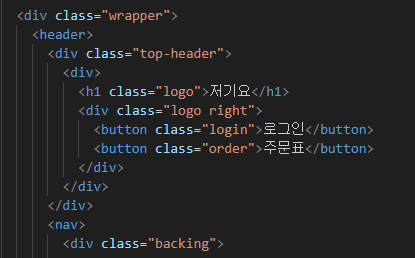 <div class="wrapper">
<header>
<div class="top-header">
<div>
<h1 class="logo">저기요</h1>
<div class="logo right">
<button class="login">로그인</button>
<button class="order">주문표</button>
</div>
</div>
</div>
<nav>
<div class="backing">